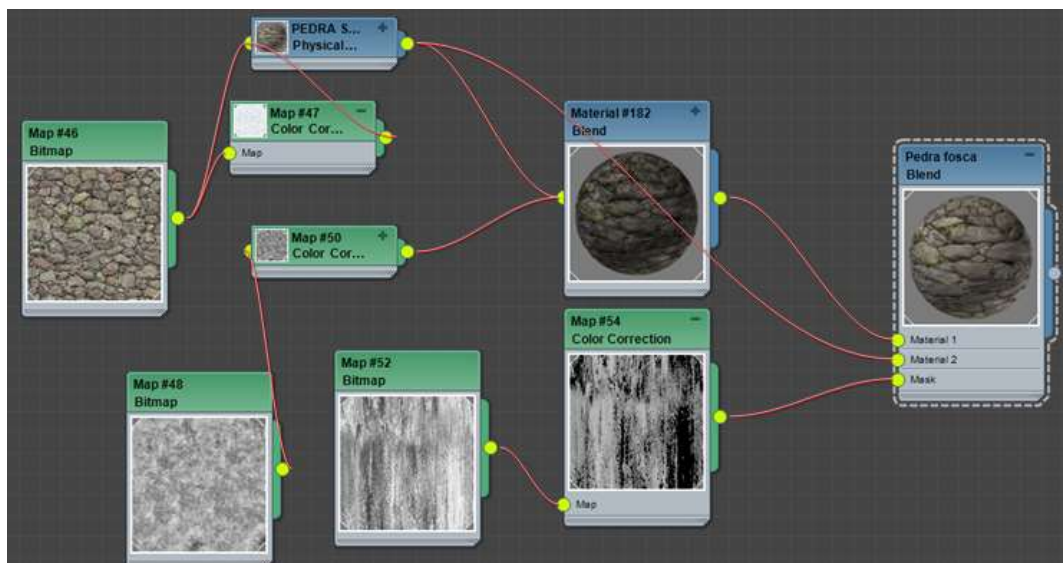 PEDRA S...
Physical...
Map #47
Color Cor...
Map
Map #46
Bitmap
Material #182
Blend
Pedra fosca
Blend
Material 1
Material 2
Mask
Map #50
Color Cor...
Map #54
Color Correction
Map
Map #52
Bitmap
Map #48
Bitmap